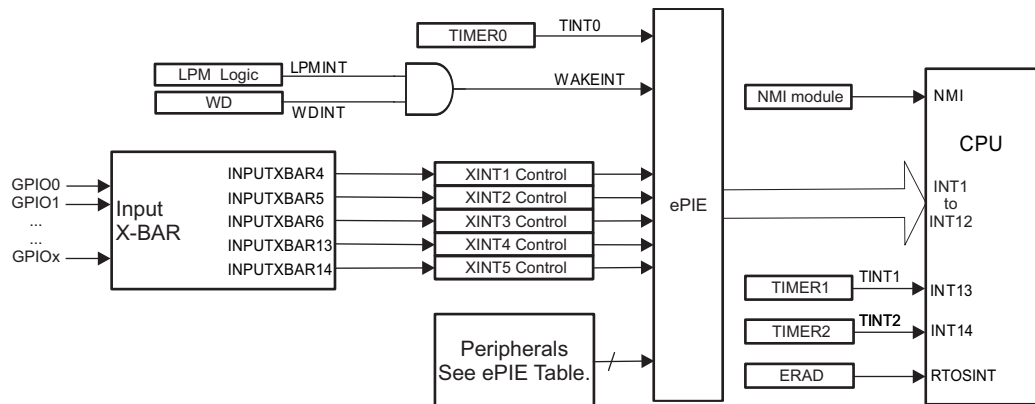 TIMER0
TINT0
LPM Logic
LPMINT
WD
WDINT
WAKEINT
NMI module
NMI
CPU
GPIO0
GPIO1
...
...
GPIOx
Input
X-BAR
INPUTXBAR4
INPUTXBAR5
INPUTXBAR6
INPUTXBAR13
INPUTXBAR14
XINT1 Control
XINT2 Control
XINT3 Control
XINT4 Control
XINT5 Control
ePIE
INT1
to
INT12
TIMER1
TINT1
INT13
TIMER2
TINT2
INT14
ERAD
RTOSINT
Peripherals
See ePIE Table.